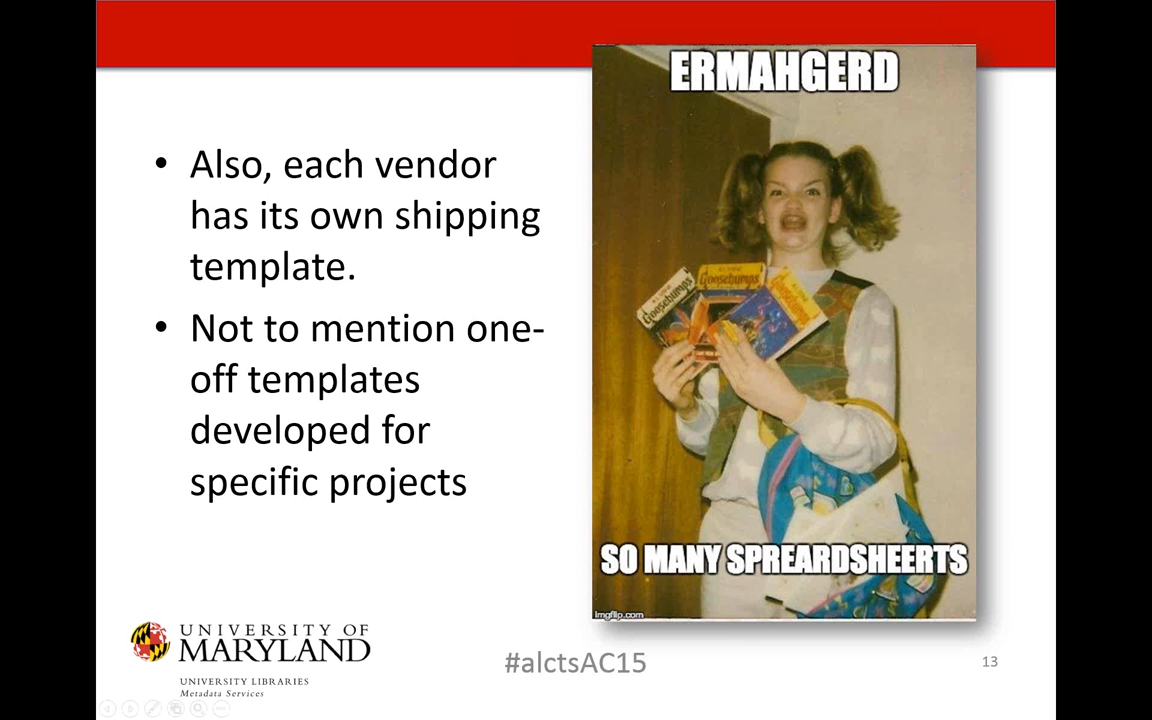 ERMAHGERD
• Also, each vendor
has its own shipping
template.
• Not to mention one-
off templates
developed for
specific projects
Goosebumps
Goosebumps
Goosebumps
SO MANY SPREARDSHEERTS
imgflip.com
UNIVERSITY OF
MARYLAND
UNIVERSITY LIBRARIES
Metadata Services
#alctsAC15
13